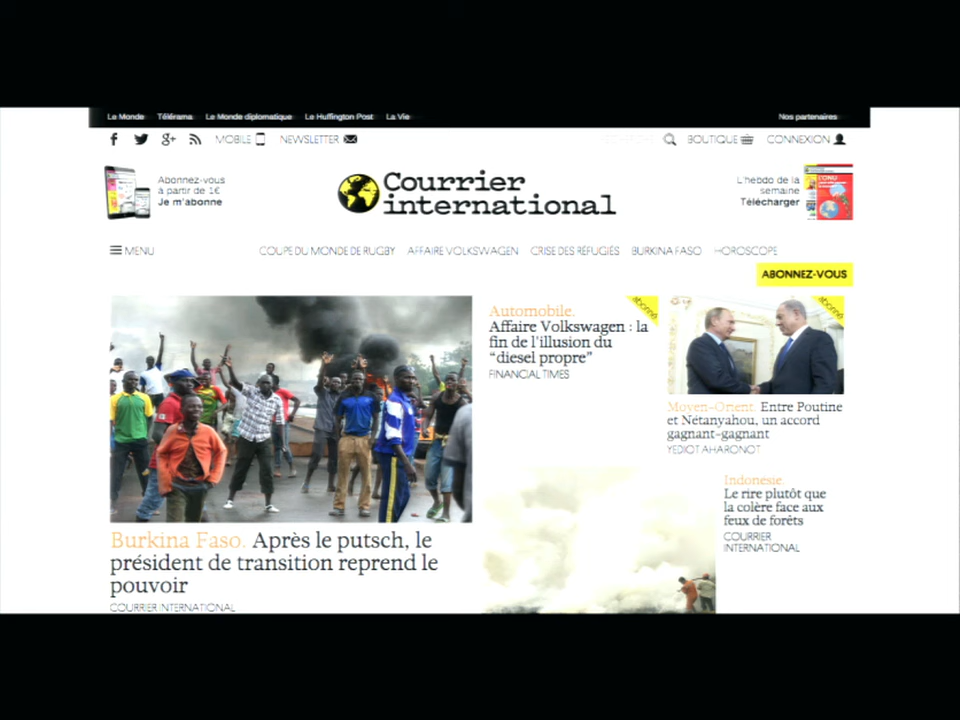 Le Monde Télérama Le Monde diplomatique Le Huffington Post La Vie Nos partenaires
MOBILE NEWSLETTER BOUTIQUE CONNEXION
Abonnez-vous
à partir de 1€
Je m'abonne
Courrier
international
L'hebdo de la
semaine
Télécharger
MENU COUPE DU MONDE DE RUGBY AFFAIRE VOLKSWAGEN CRISE DES RÉFUGIÉS BURKINA FASO HOROSCOPE
ABONNEZ-VOUS
Burkina Faso. Après le putsch, le
président de transition reprend le
pouvoir
COURRIER INTERNATIONAL
abonné
Automobile.
Affaire Volkswagen : la
fin de l'illusion du
“diesel propre”
FINANCIAL TIMES
abonné
Moyen-Orient. Entre Poutine
et Nétanyahou, un accord
gagnant-gagnant
YEDIOT AHARONOT
Indonesie.
Le rire plutôt que
la colère face aux
feux de forêts
COURRIER
INTERNATIONAL